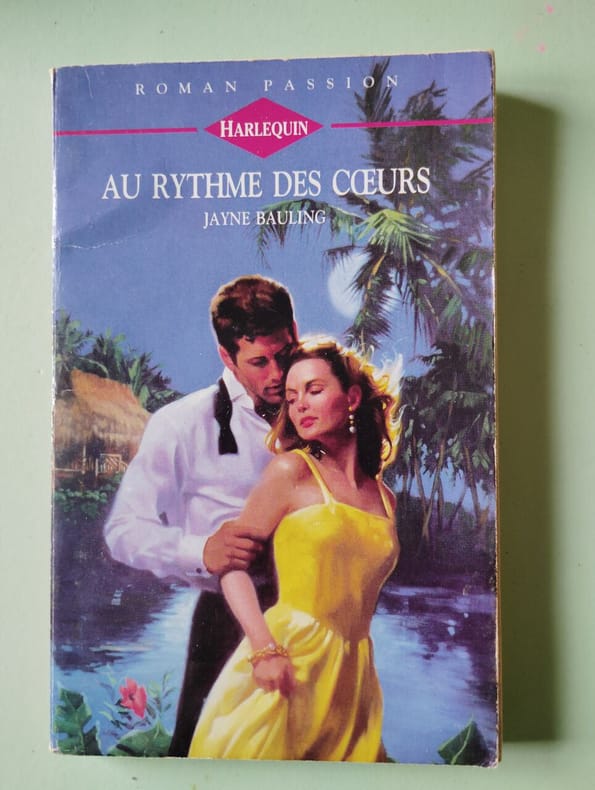 ROMAN PASSION
HARLEQUIN
AU RYTHME DES CŒURS
JAYNE BAULING